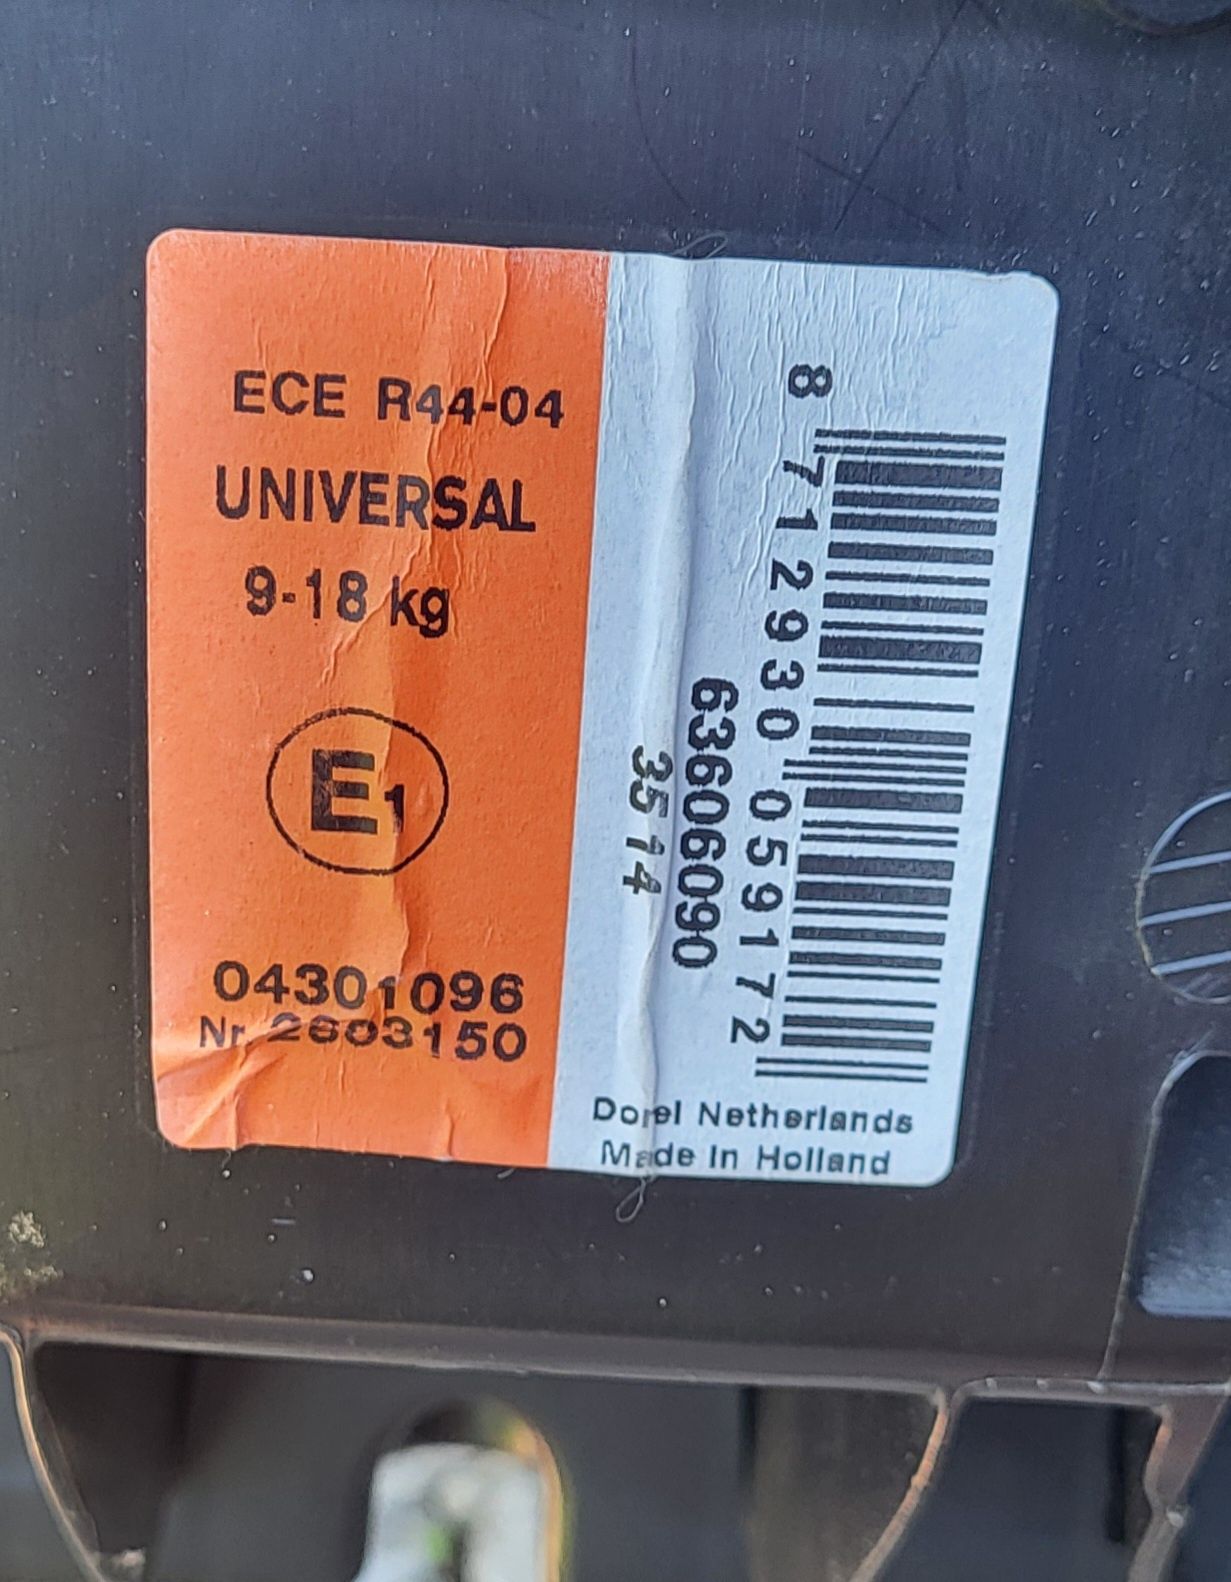 ECE R44-04
UNIVERSAL
9-18 kg
E1
04301096
Nr. 2603150
8 712930 059172
63606090
3514
Dorel Netherlands
Made In Holland